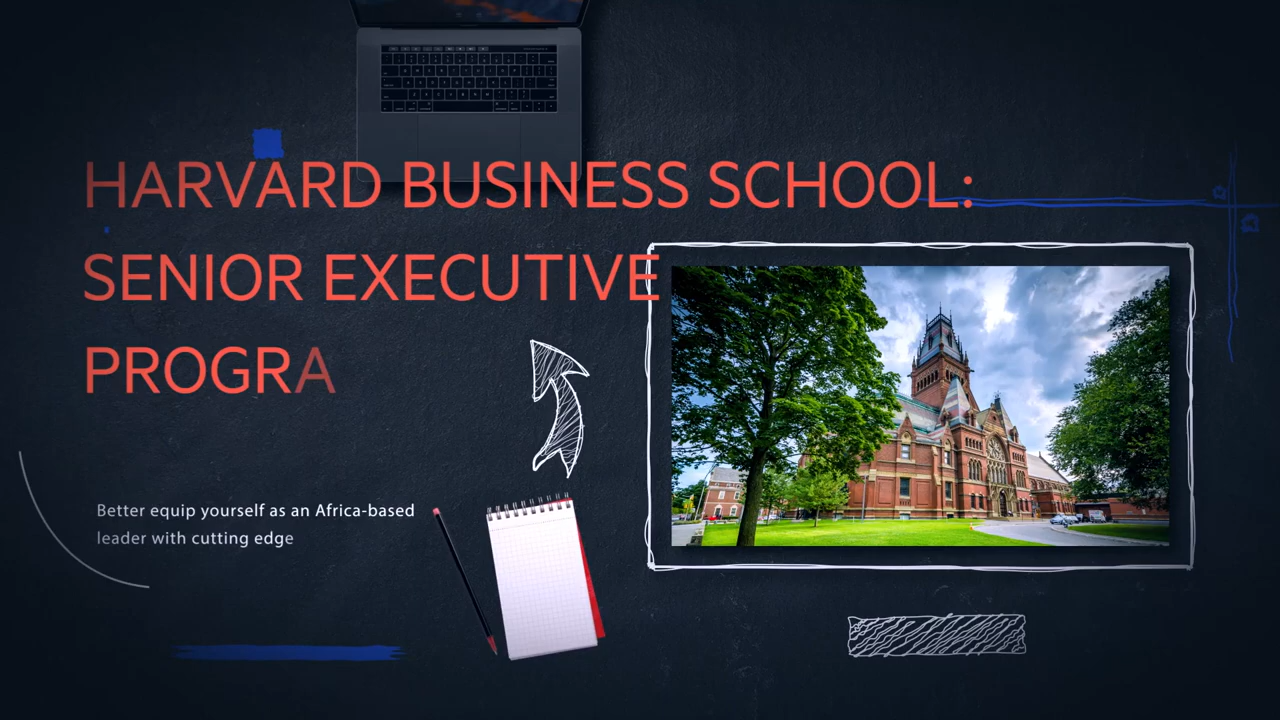 HARVARD BUSINESS SCHOOL:
SENIOR EXECUTIVE
PROGRA
Better equip yourself as an Africa-based
leader with cutting edge